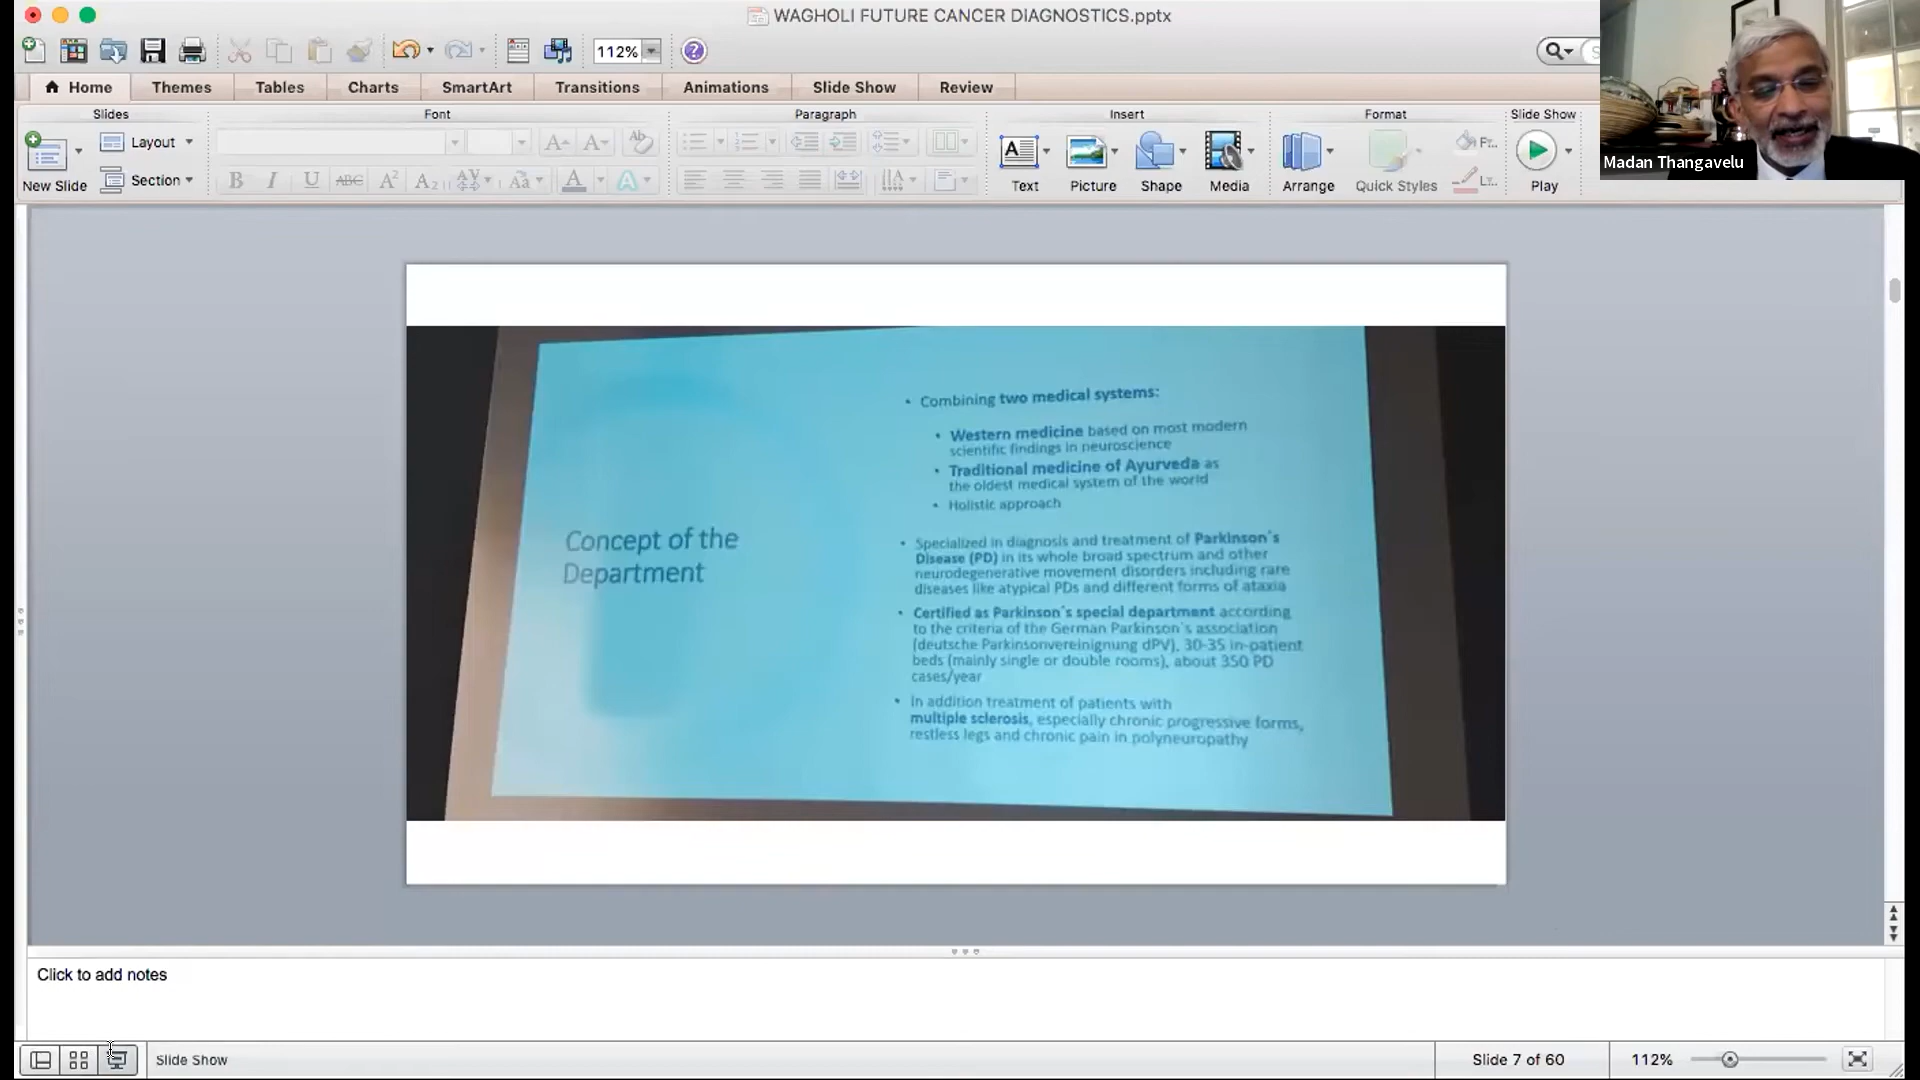 WAGHOLI FUTURE CANCER DIAGNOSTICS.pptx
112%
Home
Themes
Tables
Charts
SmartArt
Transitions
Animations
Slide Show
Review
Slides
Font
Paragraph
Insert
Format
Slide Show
New Slide
Layout
Section
B I U ABC A² A₂ AV Aa A A
Text
Picture
Shape
Media
Arrange
Quick Styles
Play
Madan Thangavelu
Concept of the
Department
• Combining two medical systems:
• Western medicine based on most modern
scientific findings in neuroscience
• Traditional medicine of Ayurveda as
the oldest medical system of the world
• Holistic approach
• Specialized in diagnosis and treatment of Parkinson´s
Disease (PD) in its whole broad spectrum and other
neurodegenerative movement disorders including rare
diseases like atypical PDs and different forms of ataxia
• Certified as Parkinson´s special department according
to the criteria of the German Parkinson´s association
(deutsche Parkinsonvereinignung dPV), 30-35 in-patient
beds (mainly single or double rooms), about 350 PD
cases/year
• In addition treatment of patients with
multiple sclerosis, especially chronic progressive forms,
restless legs and chronic pain in polyneuropathy
Click to add notes
Slide Show
Slide 7 of 60
112%